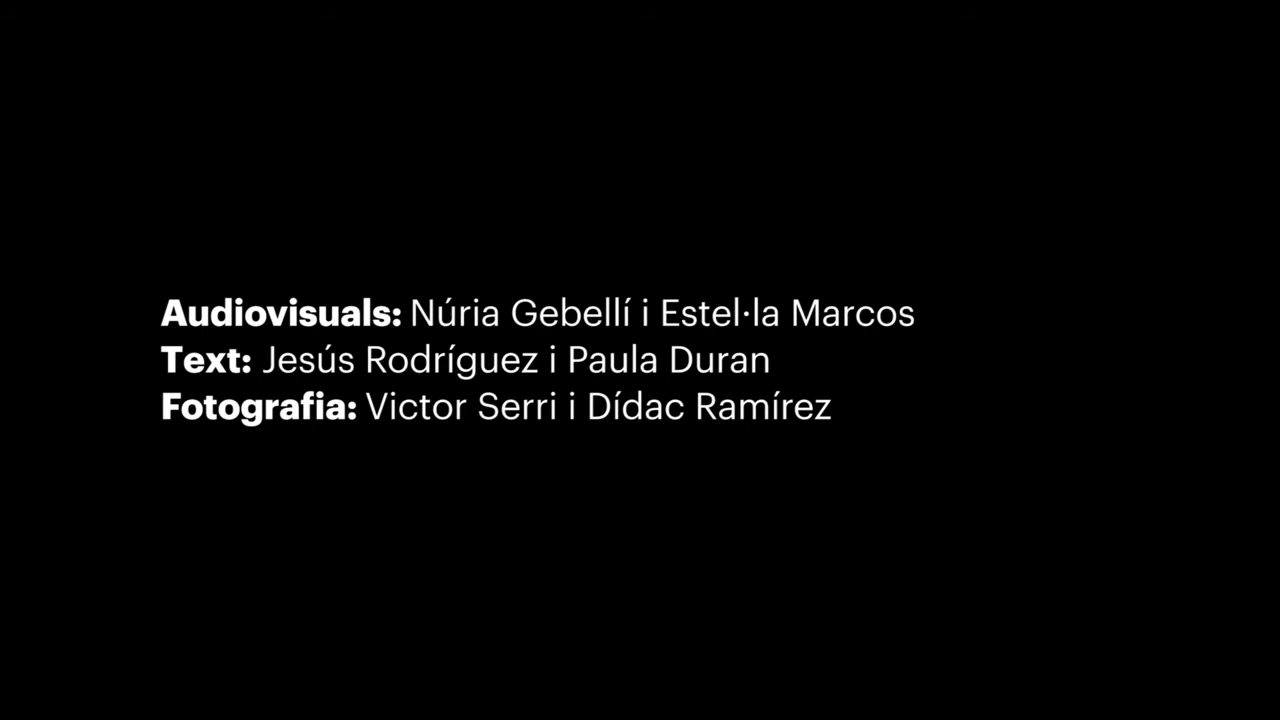 Audiovisuals: Núria Gebellí i Estel·la Marcos
Text: Jesús Rodríguez i Paula Duran
Fotografia: Victor Serri i Dídac Ramírez